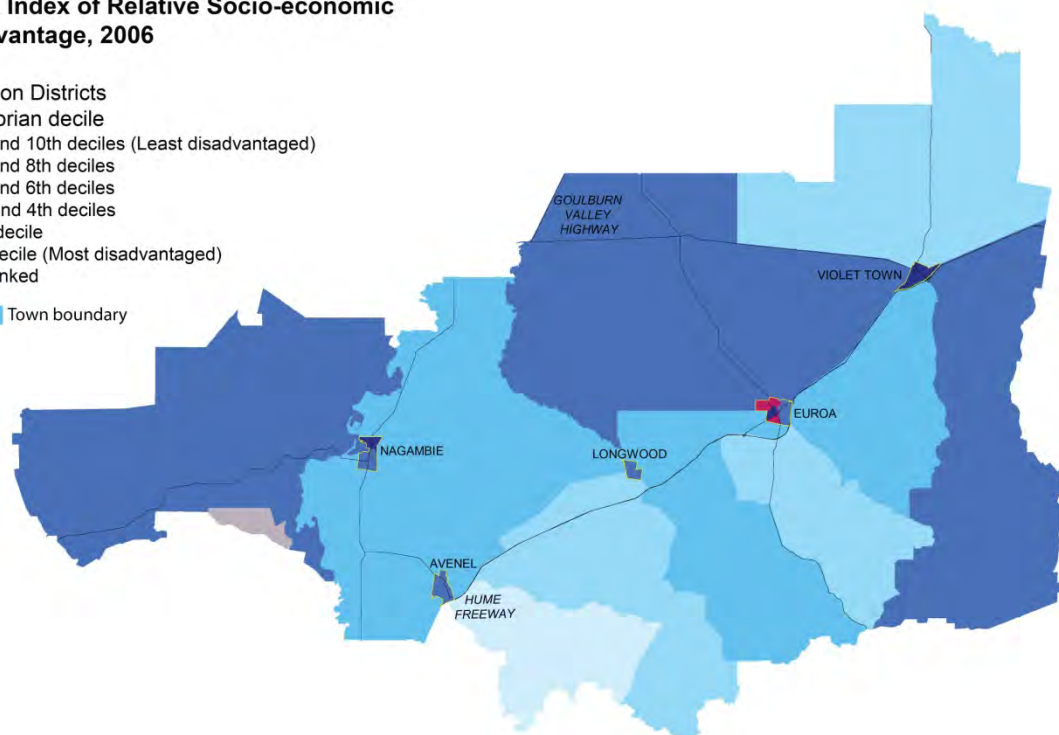 Index of Relative Socio-economic
vantage, 2006
on Districts
orian decile
nd 10th deciles (Least disadvantaged)
nd 8th deciles
nd 6th deciles
nd 4th deciles
decile
ecile (Most disadvantaged)
nked
Town boundary
GOULBURN
VALLEY
HIGHWAY
VIOLET TOWN
EUROA
NAGAMBIE
LONGWOOD
AVENEL
HUME
FREEWAY